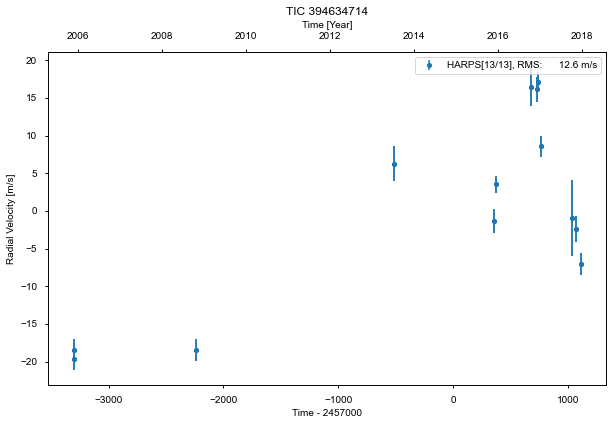 TIC 394634714
Time [Year]
2006 2008 2010 2012 2014 2016 2018
HARPS[13/13], RMS: 12.6 m/s
20
15
10
5
0
−5
−10
−15
−20
Radial Velocity [m/s]
−3000 −2000 −1000 0 1000
Time - 2457000